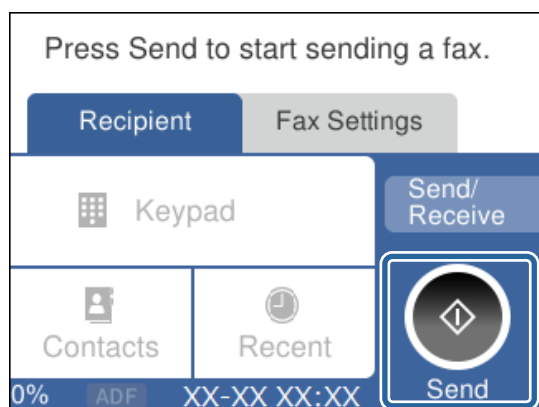 Press Send to start sending a fax.
Recipient
Fax Settings
Keypad
Send/
Receive
Contacts
Recent
Send
0%
ADF
XX-XX XX:XX